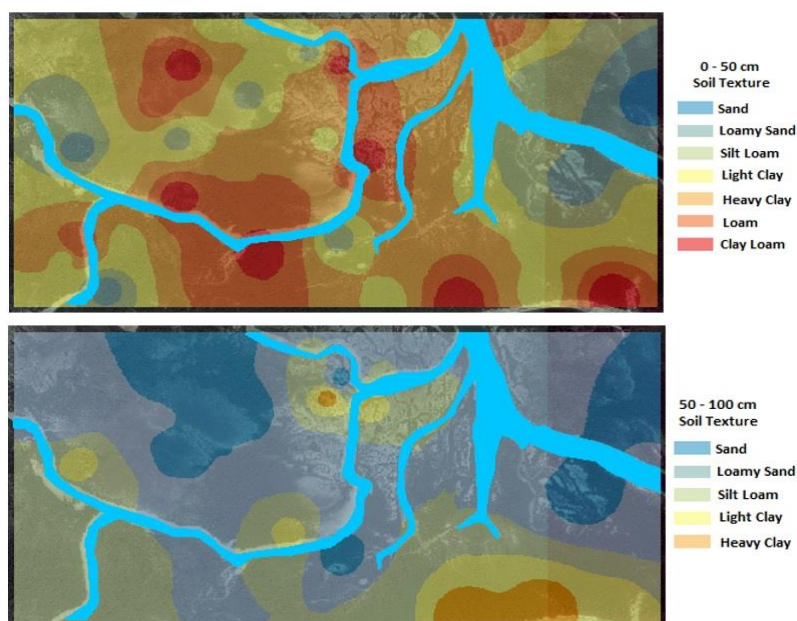 0 - 50 cm
Soil Texture
Sand
Loamy Sand
Silt Loam
Light Clay
Heavy Clay
Loam
Clay Loam
50 - 100 cm
Soil Texture
Sand
Loamy Sand
Silt Loam
Light Clay
Heavy Clay